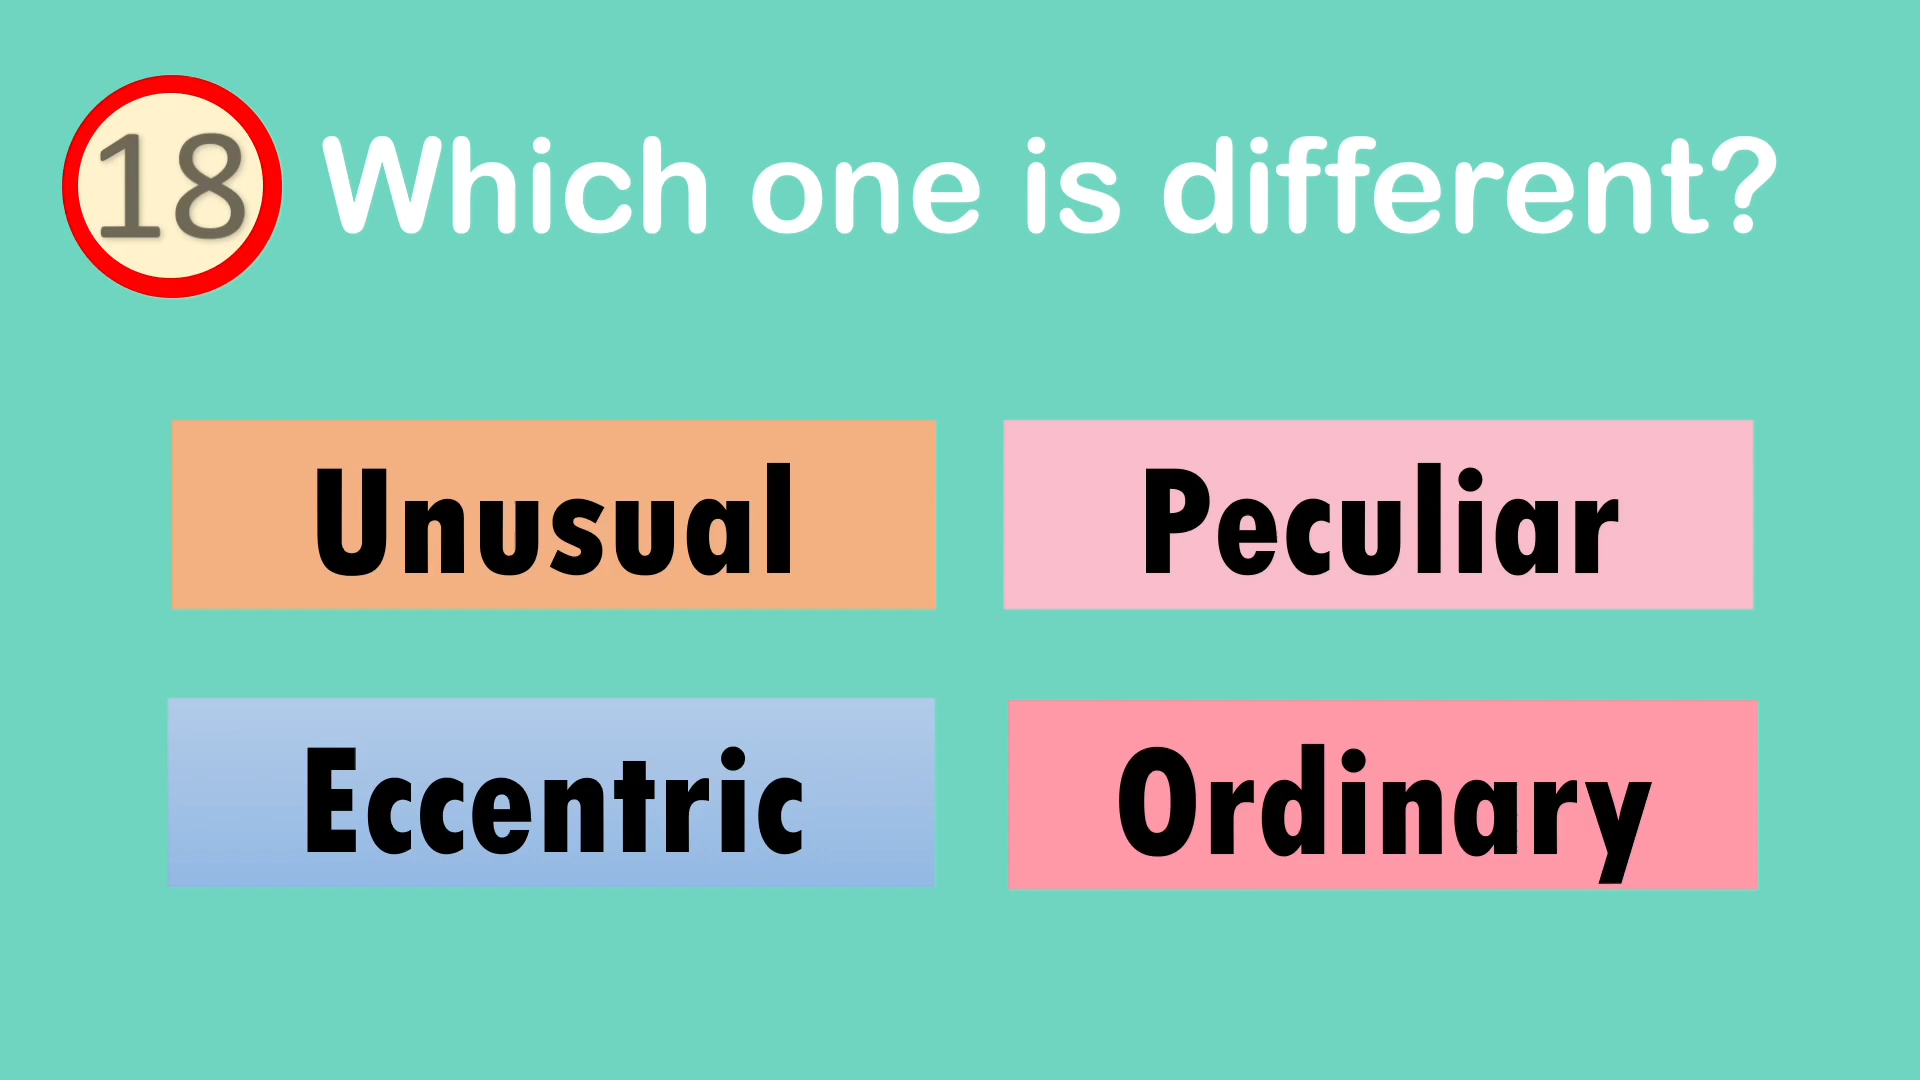 18 Which one is different?
Unusual Peculiar
Eccentric Ordinary